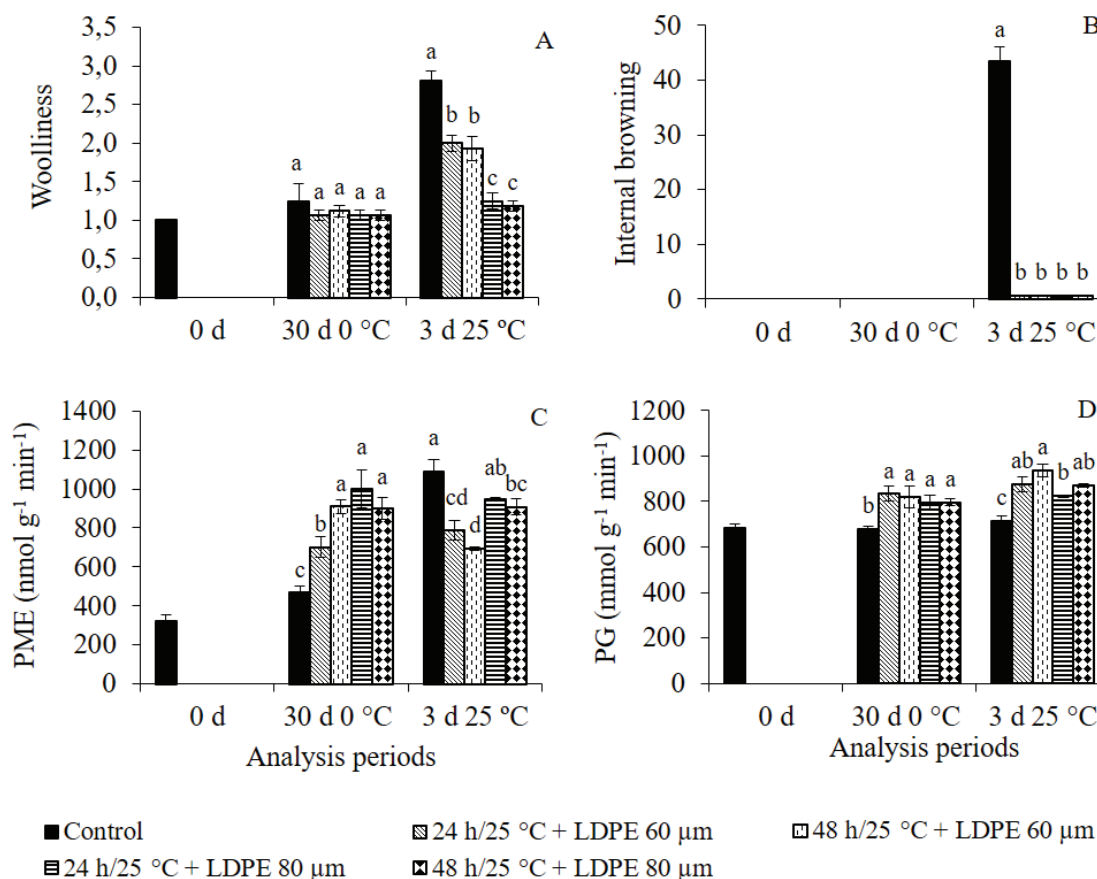 A
Woolliness
3,5
3,0
2,5
2,0
1,5
1,0
0,5
0,0
a
a a a a
a
b b
c c
0 d
30 d 0 °C
3 d 25 °C
B
Internal browning
50
40
30
20
10
0
a
b b b b
0 d
30 d 0 °C
3 d 25 °C
C
PME (nmol g⁻¹ min⁻¹)
1400
1200
1000
800
600
400
200
0
c b a a a
a cd d ab bc
0 d
30 d 0 °C
3 d 25 °C
Analysis periods
D
PG (mmol g⁻¹ min⁻¹)
1200
1000
800
600
400
200
0
b a a a a
c ab a b ab
0 d
30 d 0 °C
3 d 25 °C
Analysis periods
Control
24 h/25 °C + LDPE 60 µm
48 h/25 °C + LDPE 60 µm
24 h/25 °C + LDPE 80 µm
48 h/25 °C + LDPE 80 µm